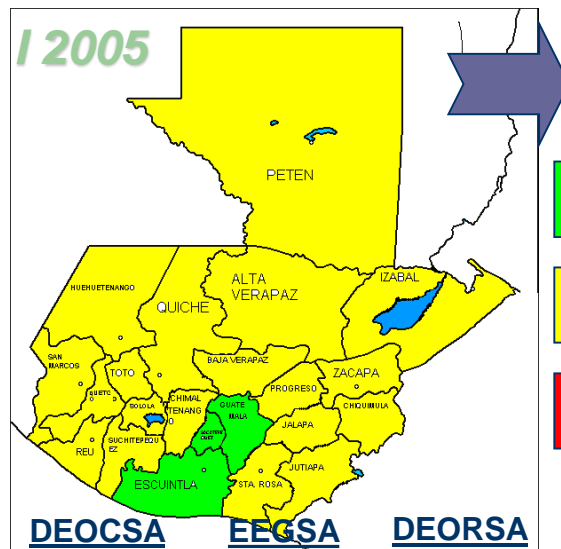 I 2005
PETEN
IZABAL
ALTA
VERAPAZ
HUEHUETENANGO
QUICHE
SAN
MARCOS
TOTO
BAJA VERAPAZ
ZACAPA
PROGRESO
SOLOLA
CHIMAL
TENANG
O
GUATE
MALA
CHIQUIMULA
JALAPA
REU
SUCHITEPEQU
EZ
ESCUINTLA
STA. ROSA
JUTIAPA
DEOCSA
EEGSA
DEORSA